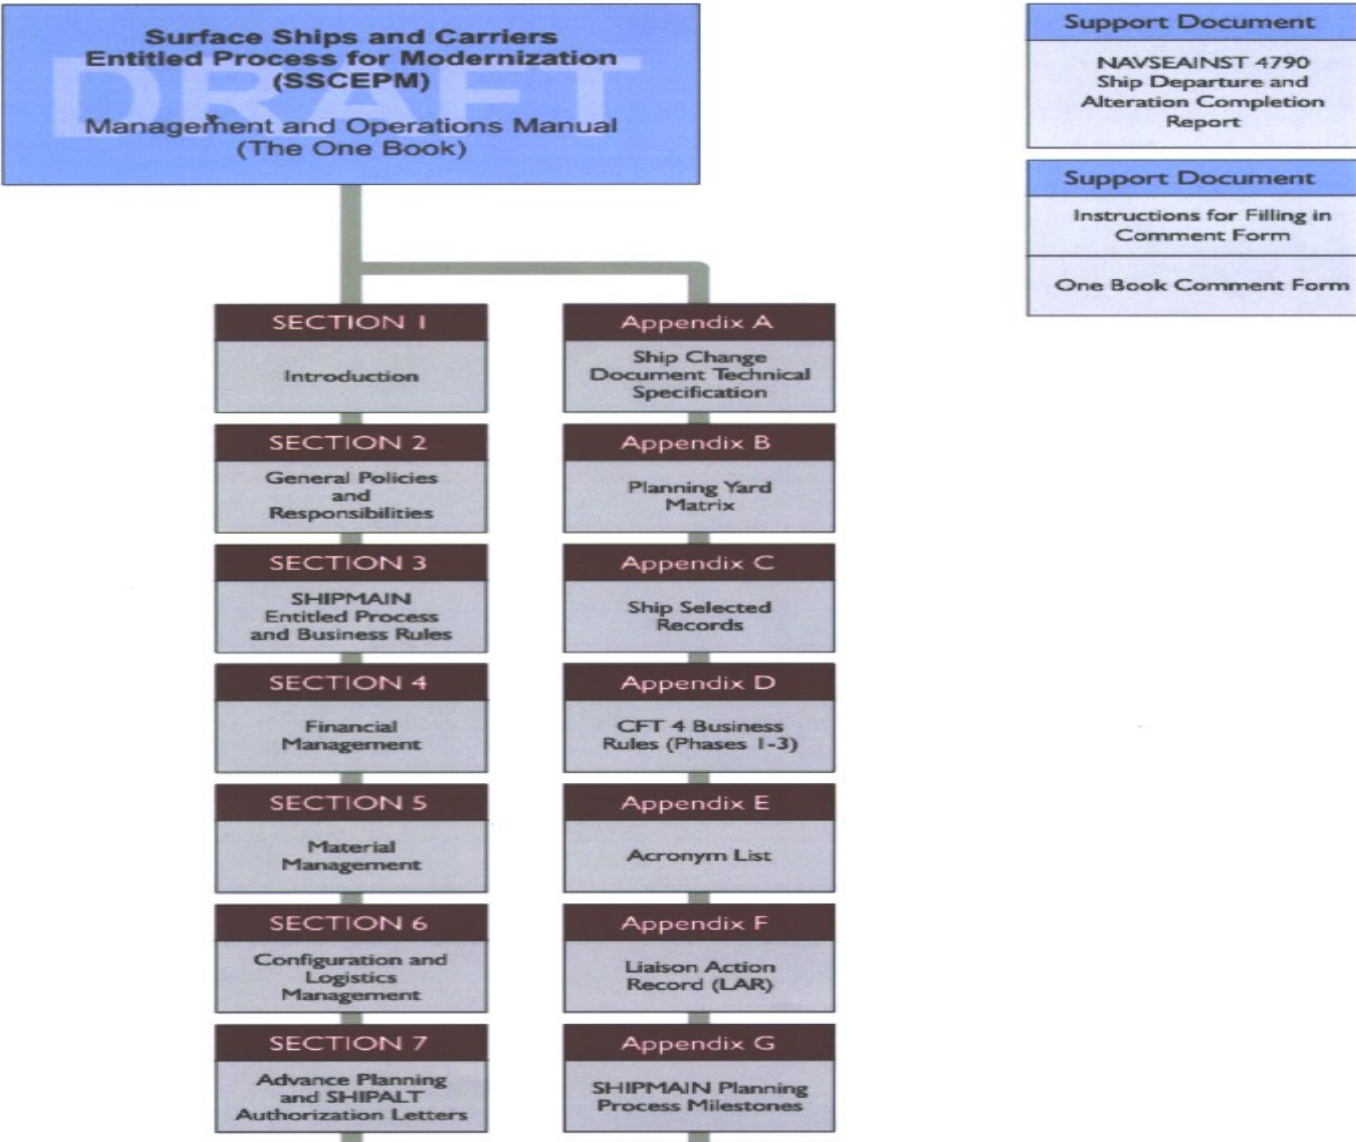 DRAFT
Surface Ships and Carriers
Entitled Process for Modernization
(SSCEPM)
Management and Operations Manual
(The One Book)
Support Document
NAVSEAINST 4790
Ship Departure and
Alteration Completion
Report
Support Document
Instructions for Filling in
Comment Form
One Book Comment Form
SECTION 1
Introduction
SECTION 2
General Policies
and
Responsibilities
SECTION 3
SHIPMAIN
Entitled Process
and Business Rules
SECTION 4
Financial
Management
SECTION 5
Material
Management
SECTION 6
Configuration and
Logistics
Management
SECTION 7
Advance Planning
and SHIPALT
Authorization Letters
Appendix A
Ship Change
Document Technical
Specification
Appendix B
Planning Yard
Matrix
Appendix C
Ship Selected
Records
Appendix D
CFT 4 Business
Rules (Phases 1-3)
Appendix E
Acronym List
Appendix F
Liaison Action
Record (LAR)
Appendix G
SHIPMAIN Planning
Process Milestones